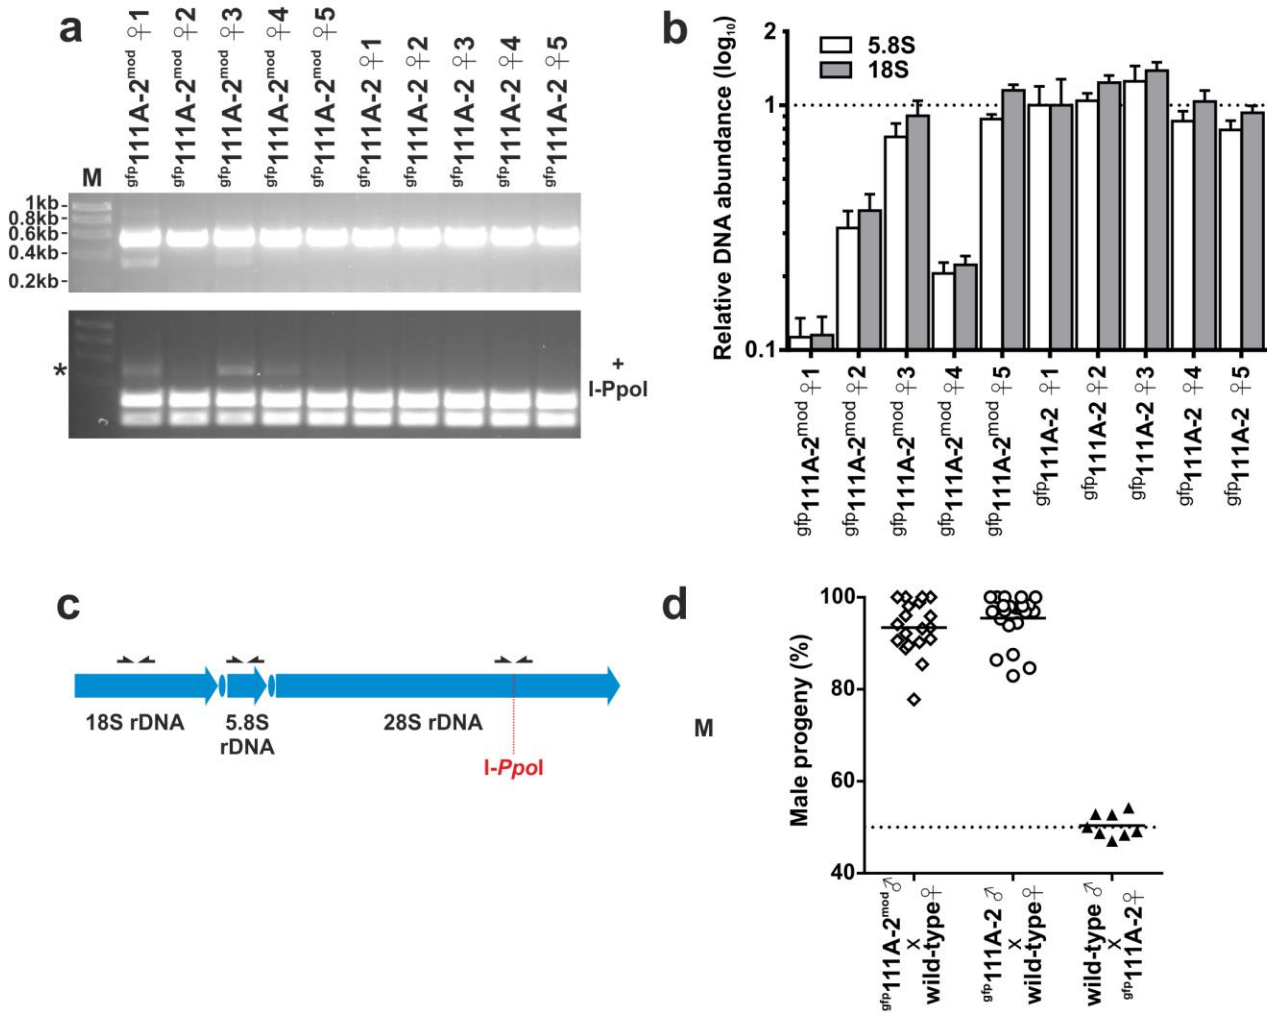 a
M
gfp111A-2mod ♀1
gfp111A-2mod ♀2
gfp111A-2mod ♀3
gfp111A-2mod ♀4
gfp111A-2mod ♀5
gfp111A-2 ♀1
gfp111A-2 ♀2
gfp111A-2 ♀3
gfp111A-2 ♀4
gfp111A-2 ♀5
1kb-
0.8kb-
0.6kb-
0.4kb-
0.2kb-
*
+
I-PpoI
b
Relative DNA abundance (log10)
2
1
0.1
5.8S
18S
gfp111A-2mod ♀1
gfp111A-2mod ♀2
gfp111A-2mod ♀3
gfp111A-2mod ♀4
gfp111A-2mod ♀5
gfp111A-2 ♀1
gfp111A-2 ♀2
gfp111A-2 ♀3
gfp111A-2 ♀4
gfp111A-2 ♀5
c
18S rDNA
5.8S
rDNA
28S rDNA
I-PpoI
M
d
Male progeny (%)
100
80
60
40
gfp111A-2mod♂
x
wild-type♀
gfp111A-2 ♂
x
wild-type♀
wild-type ♂
x
gfp111A-2♀